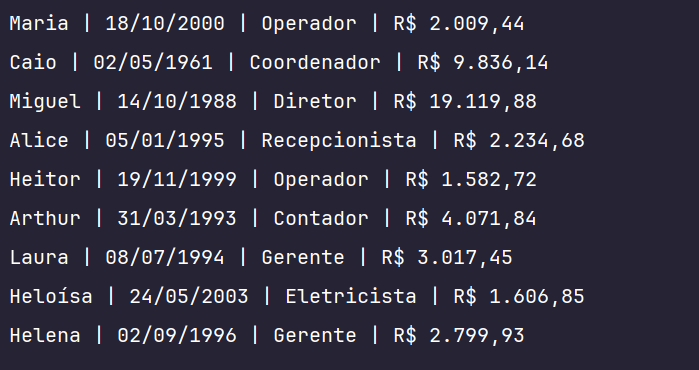 Maria | 18/10/2000 | Operador | R$ 2.009,44
Caio | 02/05/1961 | Coordenador | R$ 9.836,14
Miguel | 14/10/1988 | Diretor | R$ 19.119,88
Alice | 05/01/1995 | Recepcionista | R$ 2.234,68
Heitor | 19/11/1999 | Operador | R$ 1.582,72
Arthur | 31/03/1993 | Contador | R$ 4.071,84
Laura | 08/07/1994 | Gerente | R$ 3.017,45
Heloísa | 24/05/2003 | Eletricista | R$ 1.606,85
Helena | 02/09/1996 | Gerente | R$ 2.799,93